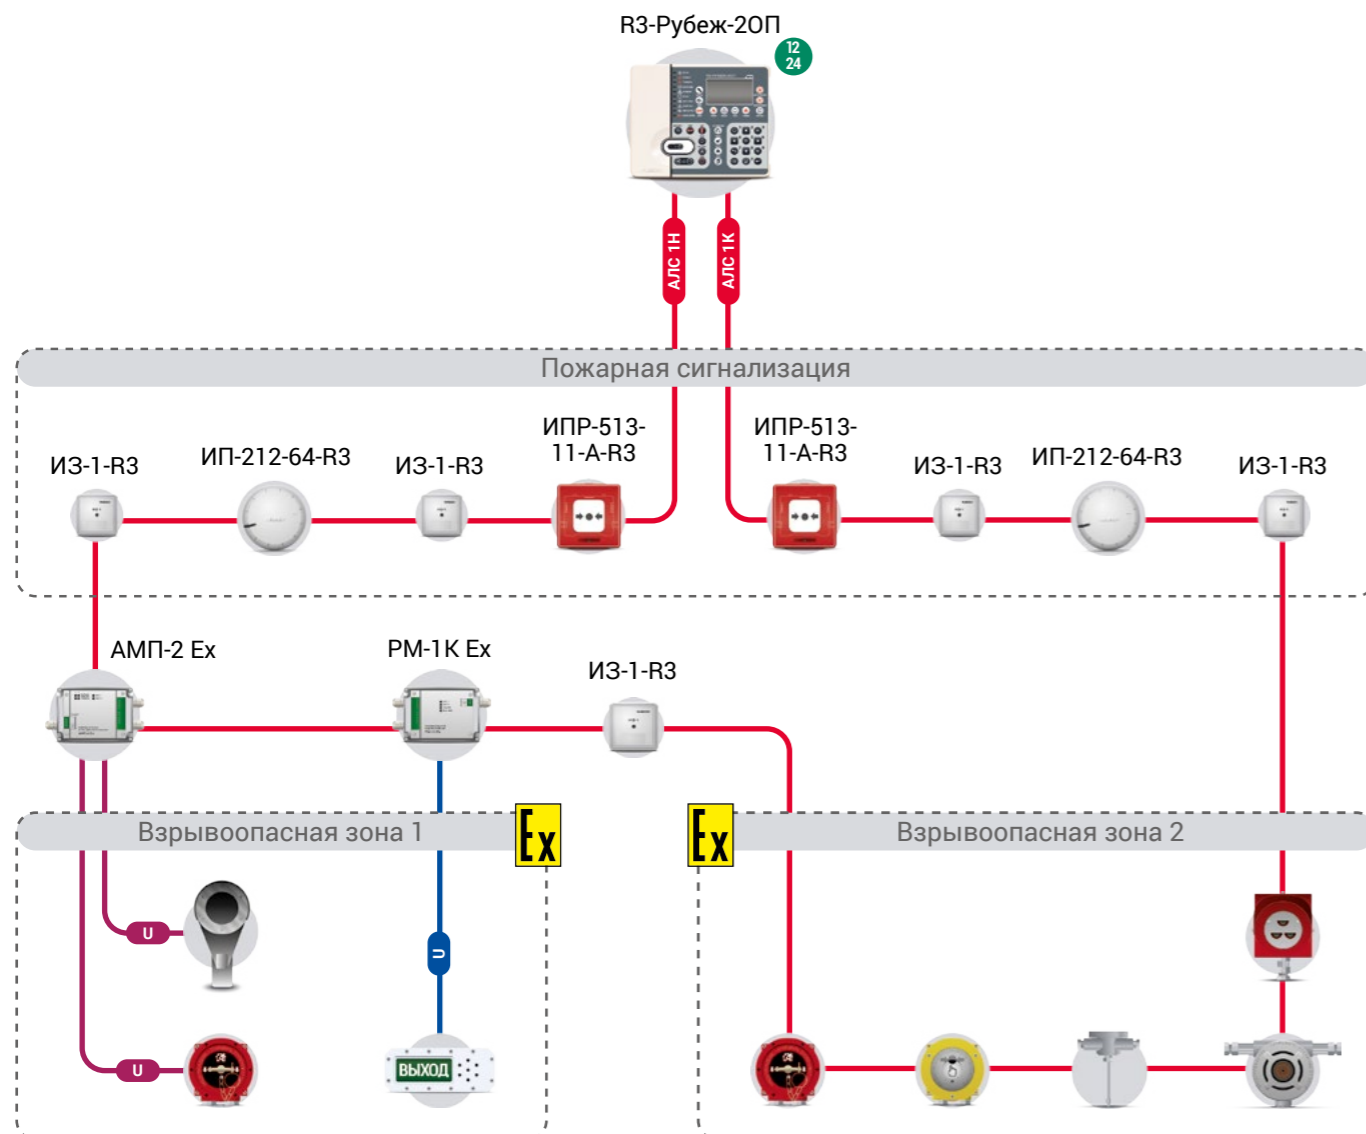 R3-Рубеж-2ОП
12
24
АЛС 1Н
АЛС 1К
Пожарная сигнализация
ИЗ-1-R3
ИП-212-64-R3
ИЗ-1-R3
ИПР-513-
11-А-R3
ИПР-513-
11-А-R3
ИЗ-1-R3
ИП-212-64-R3
ИЗ-1-R3
АМП-2 Ex
РМ-1К Ex
ИЗ-1-R3
Взрывоопасная зона 1
Ex
Ex
Взрывоопасная зона 2
U
U
U
ВЫХОД